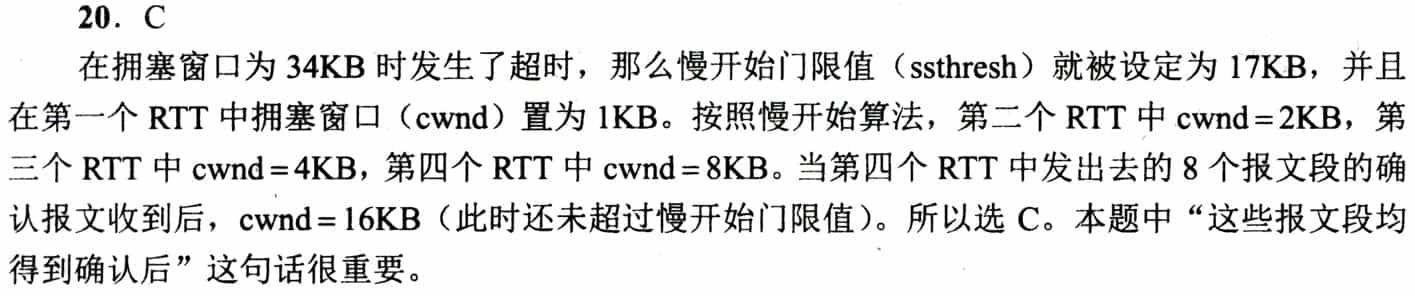 20．C
在拥塞窗口为 34KB 时发生了超时，那么慢开始门限值（ssthresh）就被设定为 17KB，并且
在第一个 RTT 中拥塞窗口（cwnd）置为 1KB。按照慢开始算法，第二个 RTT 中 cwnd=2KB，第
三个 RTT 中 cwnd=4KB，第四个 RTT 中 cwnd=8KB。当第四个 RTT 中发出去的 8 个报文段的确
认报文收到后，cwnd=16KB（此时还未超过慢开始门限值）。所以选 C。本题中“这些报文段均
得到确认后”这句话很重要。